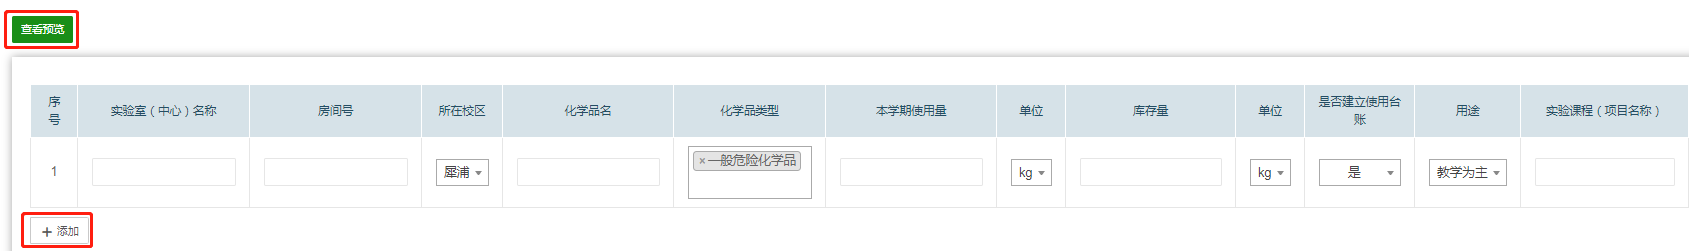 查看预览
序号 实验室（中心）名称 房间号 所在校区 化学品名 化学品类型 本学期使用量 单位 库存量 单位 是否建立使用台账 用途 实验课程（项目名称）
1 犀浦 ×一般危险化学品 kg kg 是 教学为主
+ 添加